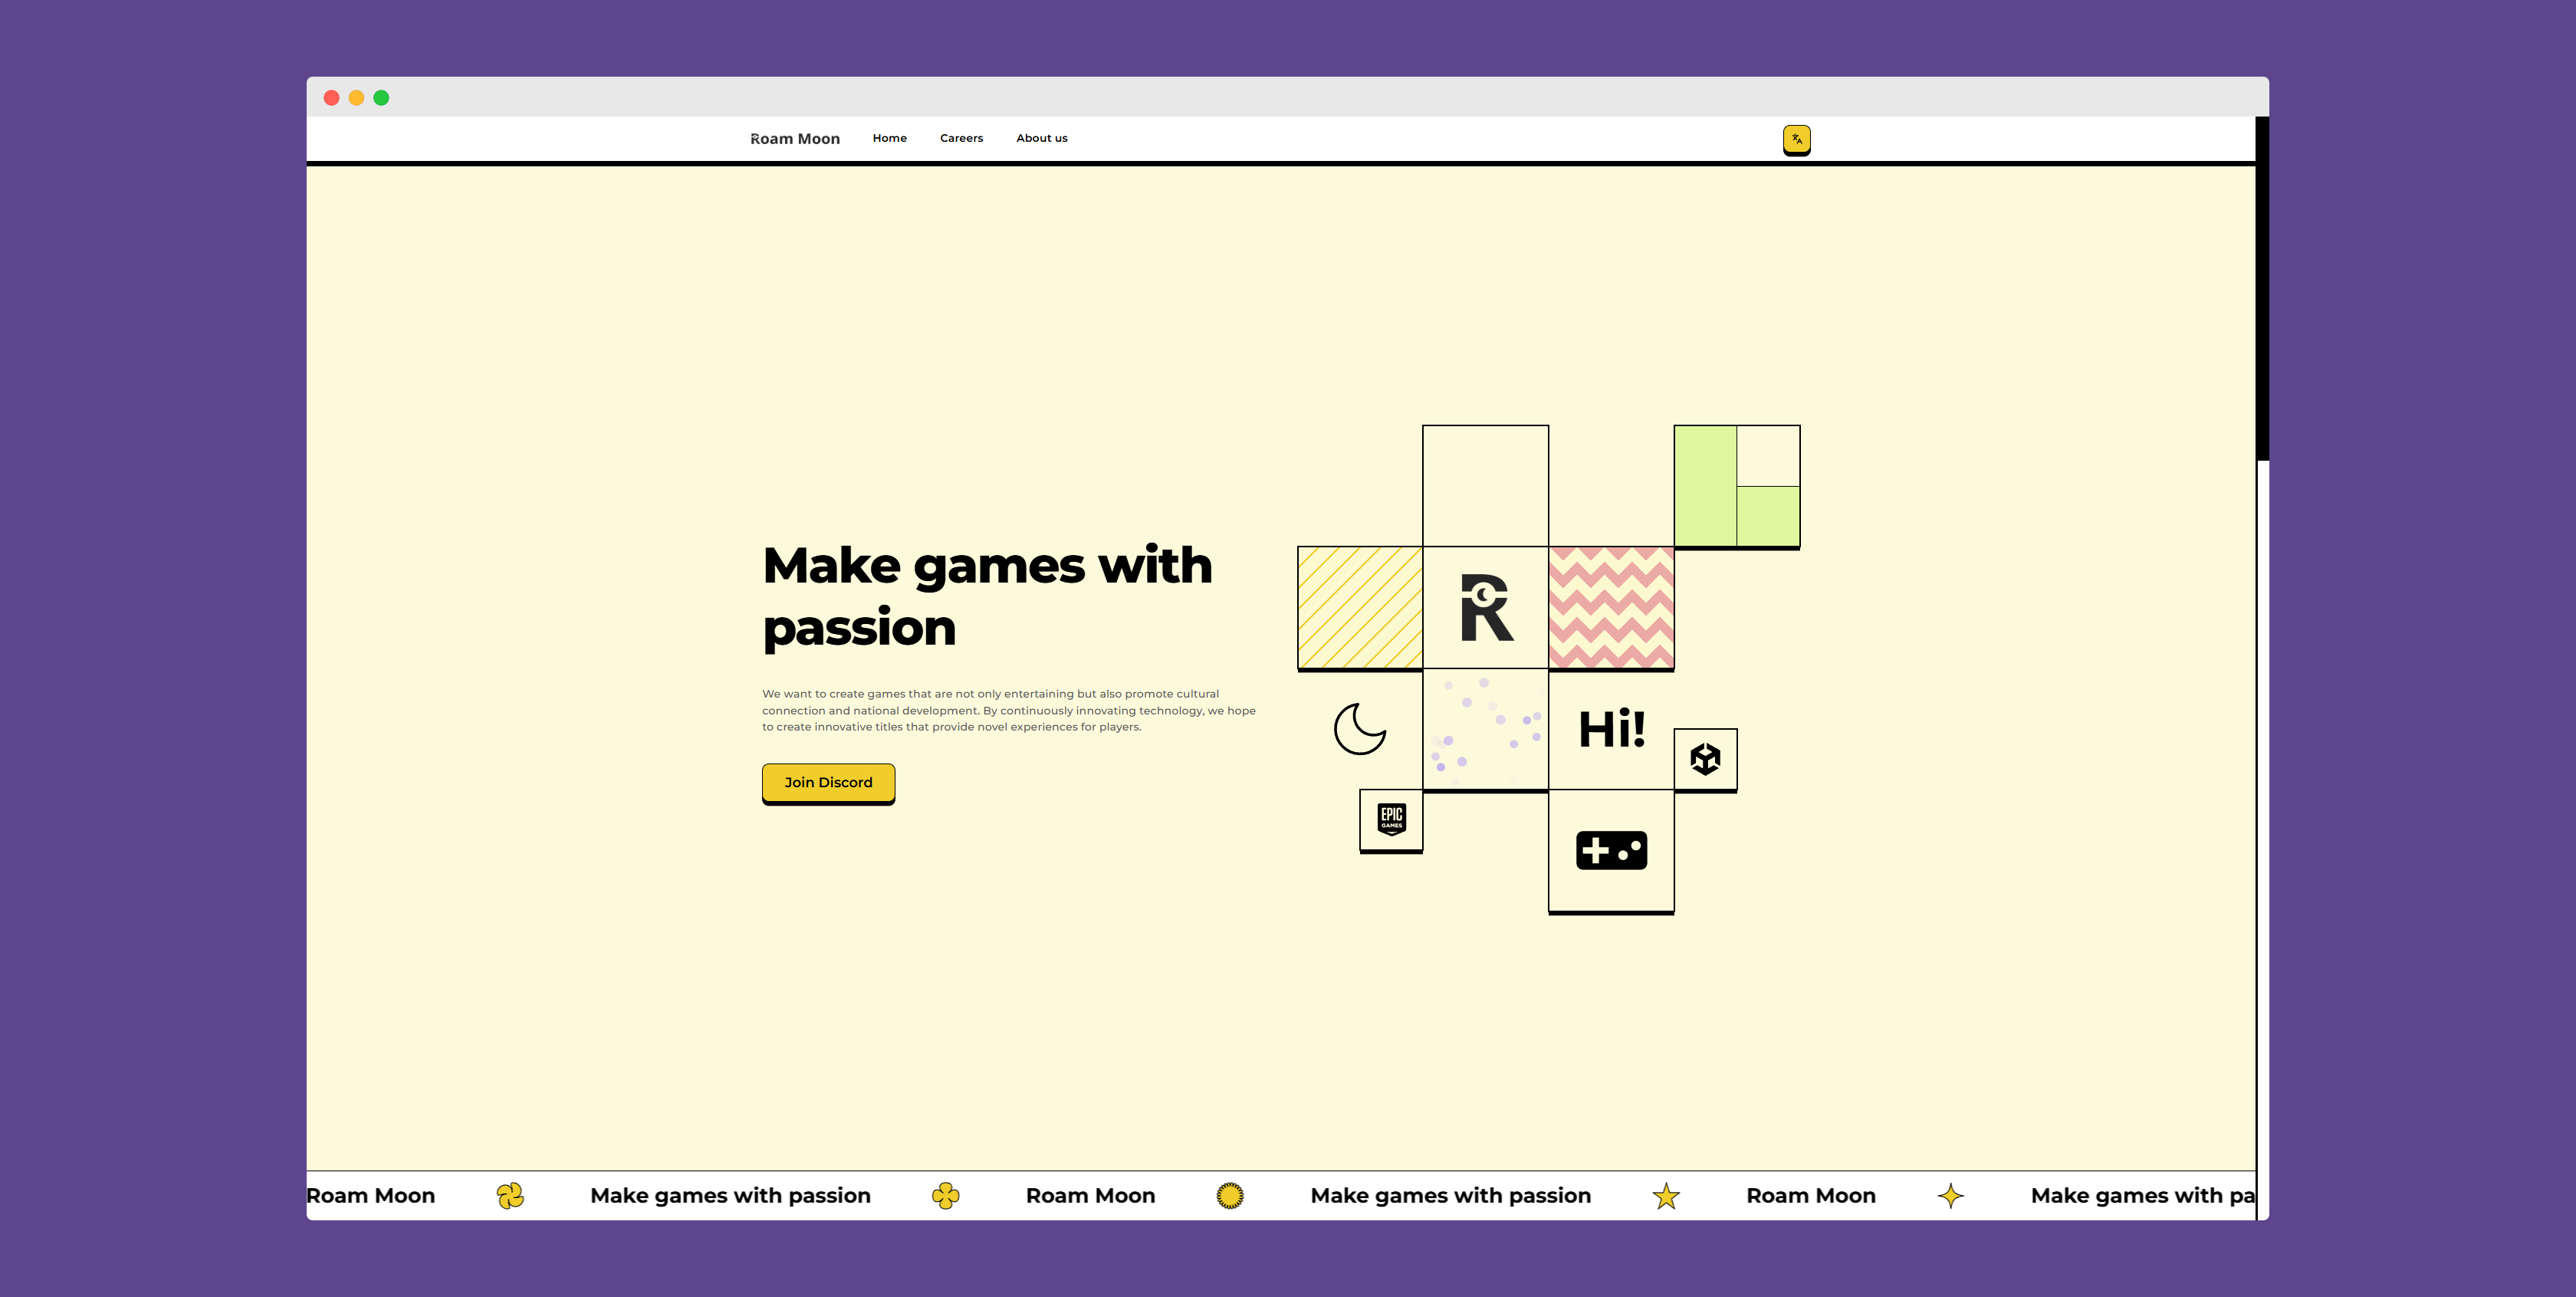 Roam Moon Home Careers About us
Make games with
passion
We want to create games that are not only entertaining but also promote cultural
connection and national development. By continuously innovating technology, we hope
to create innovative titles that provide novel experiences for players.
Join Discord
R
Hi!
EPIC
GAMES
Roam Moon Make games with passion Roam Moon Make games with passion Roam Moon Make games with pa